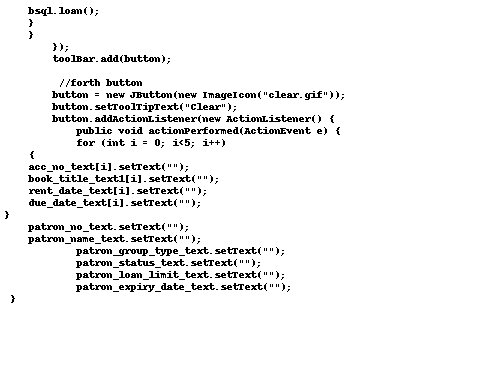 bsql.loan();
}
}
});
toolBar.add(button);
//forth button
button = new JButton(new ImageIcon("clear.gif"));
button.setToolTipText("Clear");
button.addActionListener(new ActionListener() {
public void actionPerformed(ActionEvent e) {
for (int i = 0; i<5; i++)
{
acc_no_text[i].setText("");
book_title_text1[i].setText("");
rent_date_text[i].setText("");
due_date_text[i].setText("");
}
patron_no_text.setText("");
patron_name_text.setText("");
patron_group_type_text.setText("");
patron_status_text.setText("");
patron_loan_limit_text.setText("");
patron_expiry_date_text.setText("");
}